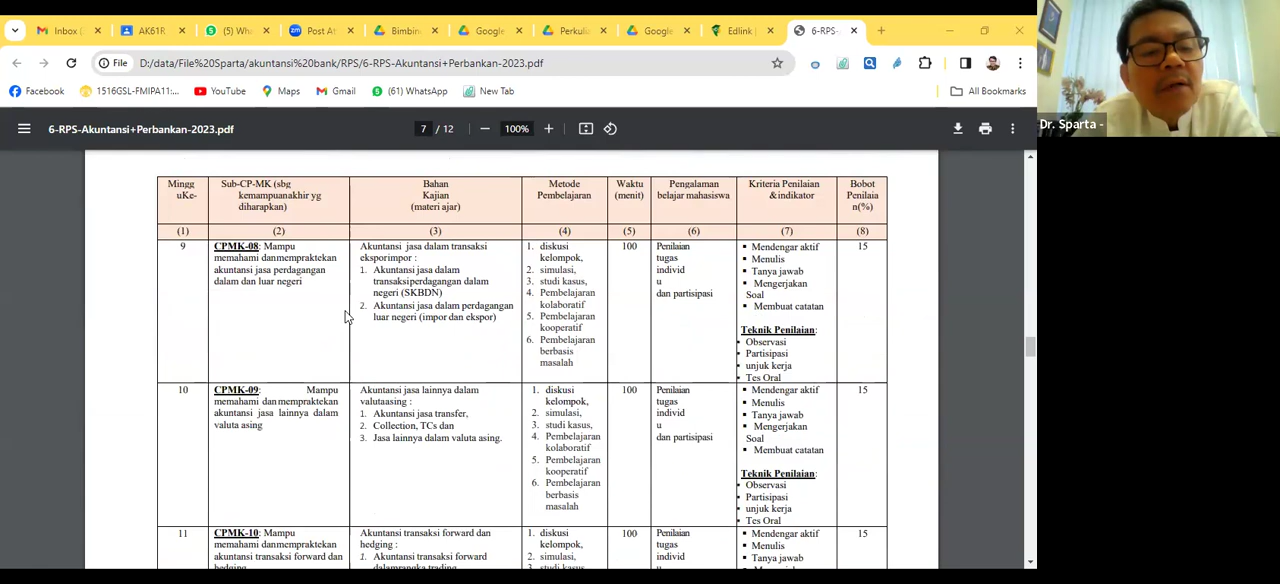 Inbox (
AK61R
(5) Wha
Post At
Bimbin
Google
Perkulia
Google
Edlink |
6-RPS-
File
D:/data/File%20Sparta/akuntansi%20bank/RPS/6-RPS-Akuntansi+Perbankan-2023.pdf
Facebook
1516GSL-FMIPA11:...
YouTube
Maps
Gmail
(61) WhatsApp
New Tab
All Bookmarks
Dr. Sparta -
6-RPS-Akuntansi+Perbankan-2023.pdf
7 / 12
100%
Mingg
uKe-
Sub-CP-MK (sbg
kemampuanakhir yg
diharapkan)
Bahan
Kajian
(materi ajar)
Metode
Pembelajaran
Waktu
(menit)
Pengalaman
belajar mahasiswa
Kriteria Penilaian
&indikator
Bobot
Penilaia
n(%)
(1)
(2)
(3)
(4)
(5)
(6)
(7)
(8)
9
CPMK-08: Mampu
memahami danmempraktekan
akuntansi jasa perdagangan
dalam dan luar negeri
Akuntansi jasa dalam transaksi
eksporimpor :
1. Akuntansi jasa dalam
transaksiperdagangan dalam
negeri (SKBDN)
2. Akuntansi jasa dalam perdagangan
luar negeri (impor dan ekspor)
1. diskusi
kelompok,
2. simulasi,
3. studi kasus,
4. Pembelajaran
kolaboratif
5. Pembelajaran
kooperatif
6. Pembelajaran
berbasis
masalah
100
Penilaian
tugas
individ
u
dan partisipasi
▪ Mendengar aktif
▪ Menulis
▪ Tanya jawab
▪ Mengerjakan
Soal
▪ Membuat catatan
Teknik Penilaian:
• Observasi
• Partisipasi
• unjuk kerja
• Tes Oral
15
10
CPMK-09: Mampu
memahami danmempraktekan
akuntansi jasa lainnya dalam
valuta asing
Akuntansi jasa lainnya dalam
valutaasing :
1. Akuntansi jasa transfer,
2. Collection, TCs dan
3. Jasa lainnya dalam valuta asing.
1. diskusi
kelompok,
2. simulasi,
3. studi kasus,
4. Pembelajaran
kolaboratif
5. Pembelajaran
kooperatif
6. Pembelajaran
berbasis
masalah
100
Penilaian
tugas
individ
u
dan partisipasi
▪ Mendengar aktif
▪ Menulis
▪ Tanya jawab
▪ Mengerjakan
Soal
▪ Membuat catatan
Teknik Penilaian:
• Observasi
• Partisipasi
• unjuk kerja
• Tes Oral
15
11
CPMK-10: Mampu
memahami danmempraktekan
akuntansi transaksi forward dan
hedging
Akuntansi transaksi forward dan
hedging :
1. Akuntansi transaksi forward
dalamrangka trading
1. diskusi
kelompok,
2. simulasi,
3. studi kasus,
100
Penilaian
tugas
individ
u
▪ Mendengar aktif
▪ Menulis
▪ Tanya jawab
15